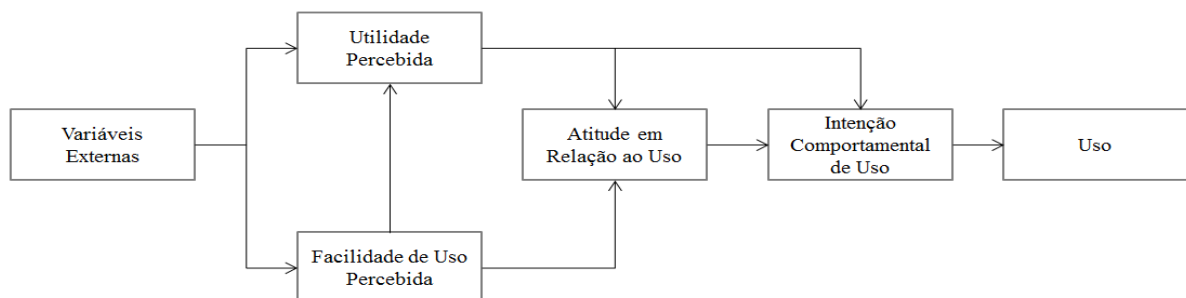 Utilidade
Percebida
Variáveis
Externas
Atitude em
Relação ao Uso
Intenção
Comportamental
de Uso
Uso
Facilidade de Uso
Percebida